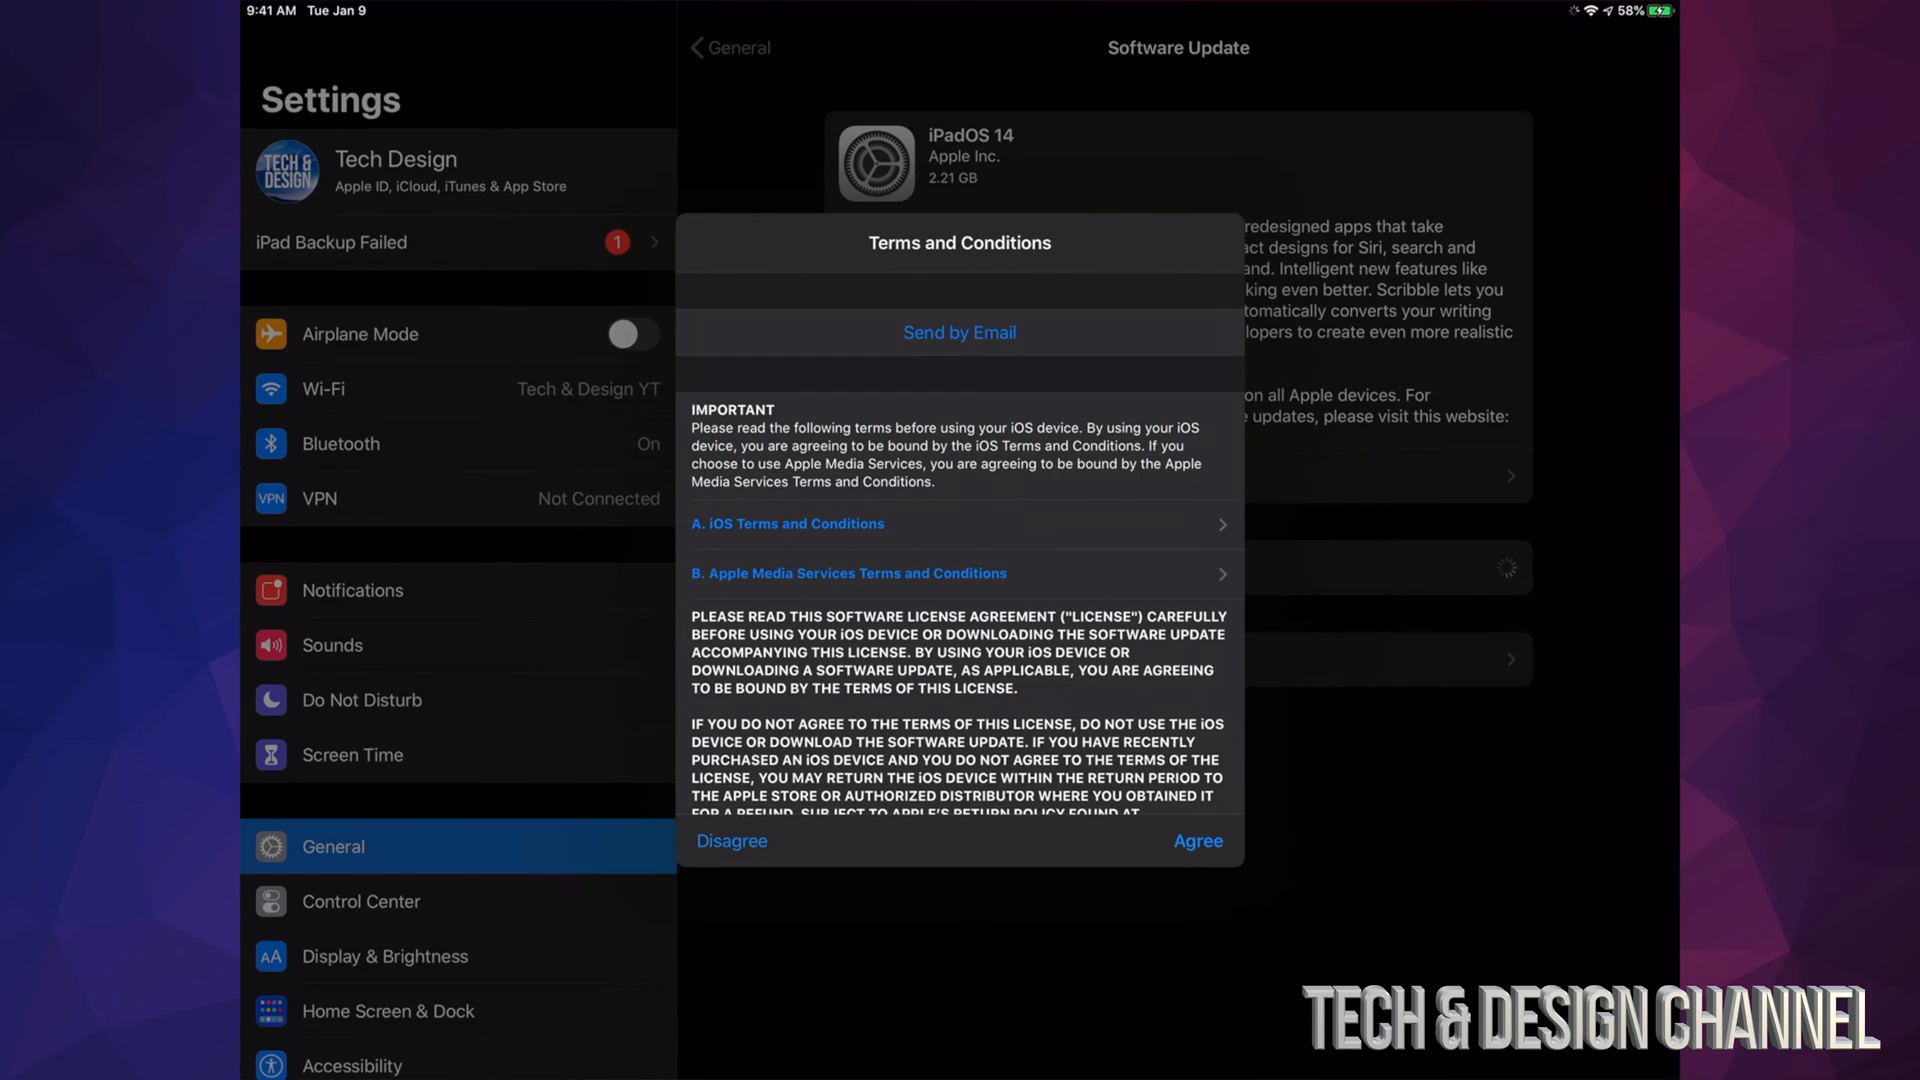 9:41 AM Tue Jan 9
58%
Settings
TECH &
DESIGN
Tech Design
Apple ID, iCloud, iTunes & App Store
iPad Backup Failed
1
Airplane Mode
Wi-Fi
Tech & Design YT
Bluetooth
On
VPN
VPN
Not Connected
Notifications
Sounds
Do Not Disturb
Screen Time
General
Control Center
AA
Display & Brightness
Home Screen & Dock
Accessibility
General
Software Update
iPadOS 14
Apple Inc.
2.21 GB
redesigned apps that take
act designs for Siri, search and
and. Intelligent new features like
king even better. Scribble lets you
tomatically converts your writing
lopers to create even more realistic
on all Apple devices. For
e updates, please visit this website:
Terms and Conditions
Send by Email
IMPORTANT
Please read the following terms before using your iOS device. By using your iOS
device, you are agreeing to be bound by the iOS Terms and Conditions. If you
choose to use Apple Media Services, you are agreeing to be bound by the Apple
Media Services Terms and Conditions.
A. iOS Terms and Conditions
B. Apple Media Services Terms and Conditions
PLEASE READ THIS SOFTWARE LICENSE AGREEMENT ("LICENSE") CAREFULLY
BEFORE USING YOUR iOS DEVICE OR DOWNLOADING THE SOFTWARE UPDATE
ACCOMPANYING THIS LICENSE. BY USING YOUR iOS DEVICE OR
DOWNLOADING A SOFTWARE UPDATE, AS APPLICABLE, YOU ARE AGREEING
TO BE BOUND BY THE TERMS OF THIS LICENSE.
IF YOU DO NOT AGREE TO THE TERMS OF THIS LICENSE, DO NOT USE THE iOS
DEVICE OR DOWNLOAD THE SOFTWARE UPDATE. IF YOU HAVE RECENTLY
PURCHASED AN iOS DEVICE AND YOU DO NOT AGREE TO THE TERMS OF THE
LICENSE, YOU MAY RETURN THE iOS DEVICE WITHIN THE RETURN PERIOD TO
THE APPLE STORE OR AUTHORIZED DISTRIBUTOR WHERE YOU OBTAINED IT
FOR A REFUND, SUBJECT TO APPLE'S RETURN POLICY FOUND AT
Disagree
Agree
TECH & DESIGN CHANNEL